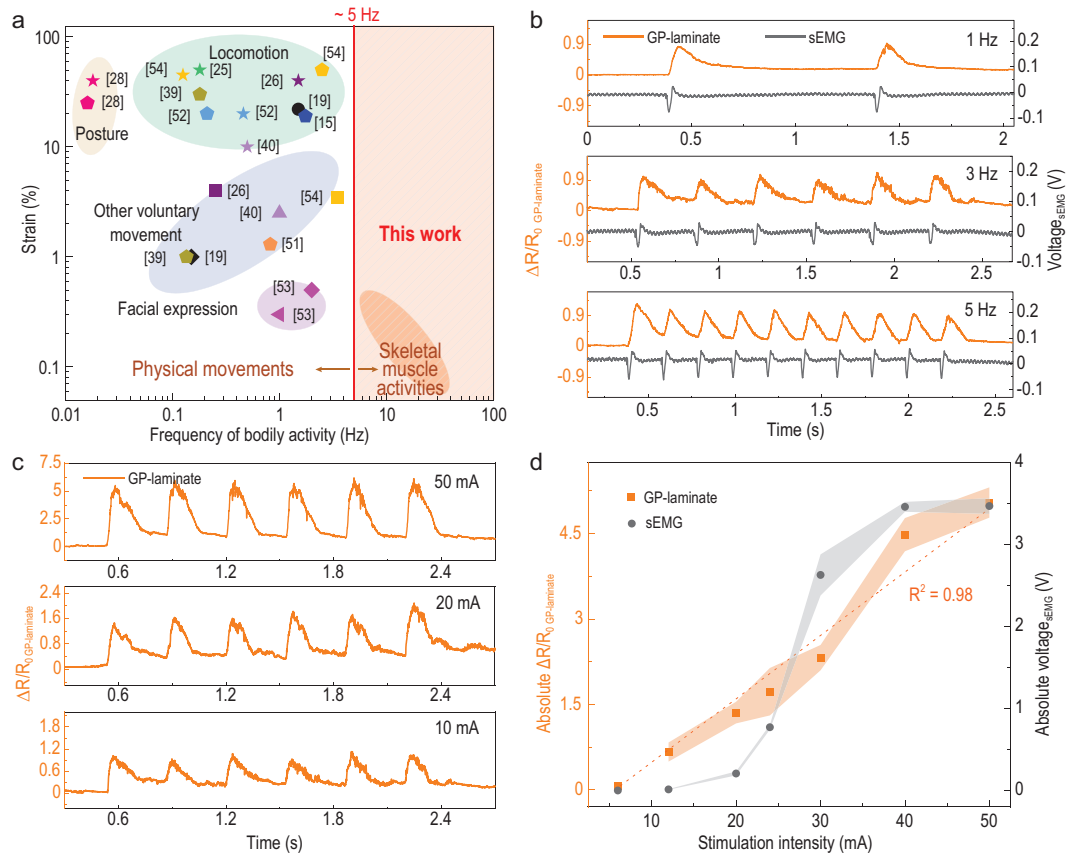 a
~ 5 Hz
100
10
1
0.1
Strain (%)
Locomotion
[54]
[54]
[25]
[28]
[28]
[39]
[26]
[19]
[52]
[52]
[15]
Posture
[40]
[26]
[54]
Other voluntary
movement
[40]
[51]
[39]
[19]
This work
[53]
Facial expression
[53]
Physical movements
Skeletal
muscle
activities
0.01
0.1
1
10
100
Frequency of bodily activity (Hz)
b
GP-laminate
sEMG
1 Hz
0.9
0.0
-0.9
0.2
0.1
0
-0.1
0
0.5
1
1.5
2
3 Hz
0.9
0
-0.9
0.2
0.1
0
-0.1
0.5
1
1.5
2
2.5
5 Hz
0.9
0
-0.9
0.2
0.1
0
-0.1
0.5
1
1.5
2
2.5
ΔR/R0 GP-laminate
VoltagesEMG (V)
Time (s)
c
GP-laminate
50 mA
7.5
5
2.5
0
0.6
1.2
1.8
2.4
20 mA
2.4
1.8
1.2
0.6
0
0.6
1.2
1.8
2.4
10 mA
1.8
1.2
0.6
0
0.6
1.2
1.8
2.4
ΔR/R0 GP-laminate
Time (s)
d
GP-laminate
sEMG
R2 = 0.98
4.5
3
1.5
0
Absolute ΔR/R0 GP-laminate
4
3
2
1
0
Absolute voltagesEMG (V)
10
20
30
40
50
Stimulation intensity (mA)